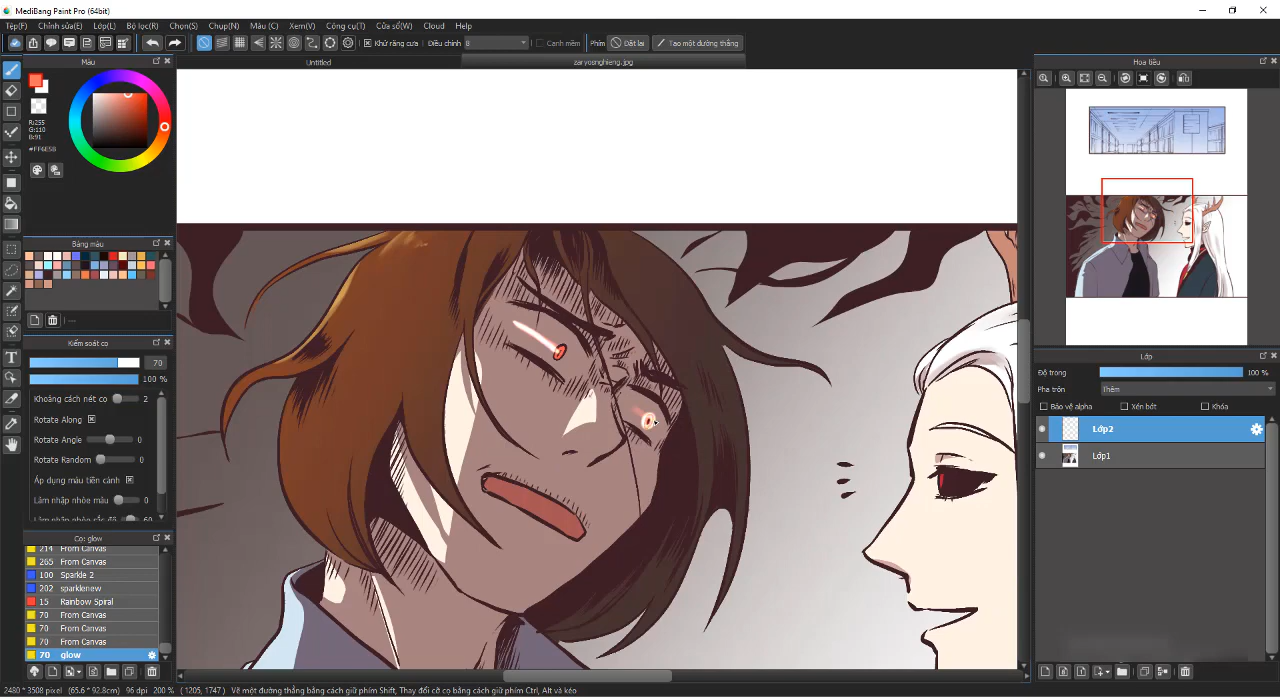 MediBang Paint Pro (64bit)
Tệp(F) Chỉnh sửa(E) Lớp(L) Bộ lọc(R) Chọn(S) Chụp(N) Màu (C) Xem(V) Công cụ(T) Cửa sổ(W) Cloud Help
Khử răng cưa Điều chỉnh 8 Cạnh mềm Phím Đặt lại Tạo một đường thẳng
Màu
Untitled
zaryosnghieng.jpg
Hoa tiêu
R:255
G:110
B:91
#FF6E5B
Bảng màu
---
Kiểm soát cọ
70
100 %
Khoảng cách nét cọ 2
Rotate Along
Rotate Angle 0
Rotate Random 0
Áp dụng màu tiền cảnh
Làm nhập nhòe màu 0
Cọ: glow
214 From Canvas
265 From Canvas
100 Sparkle 2
202 sparklenew
15 Rainbow Spiral
70 From Canvas
70 From Canvas
70 From Canvas
70 glow
Lớp
Độ trong 100 %
Pha trộn Thêm
Bảo vệ alpha Xén bớt Khóa
Lớp2
Lớp1
2480 * 3508 pixel (65.6 * 92.8cm) 96 dpi 200 % ( 1205, 1747 ) Vẽ một đường thẳng bằng cách giữ phím Shift, Thay đổi cỡ cọ bằng cách giữ phím Ctrl, Alt và kéo